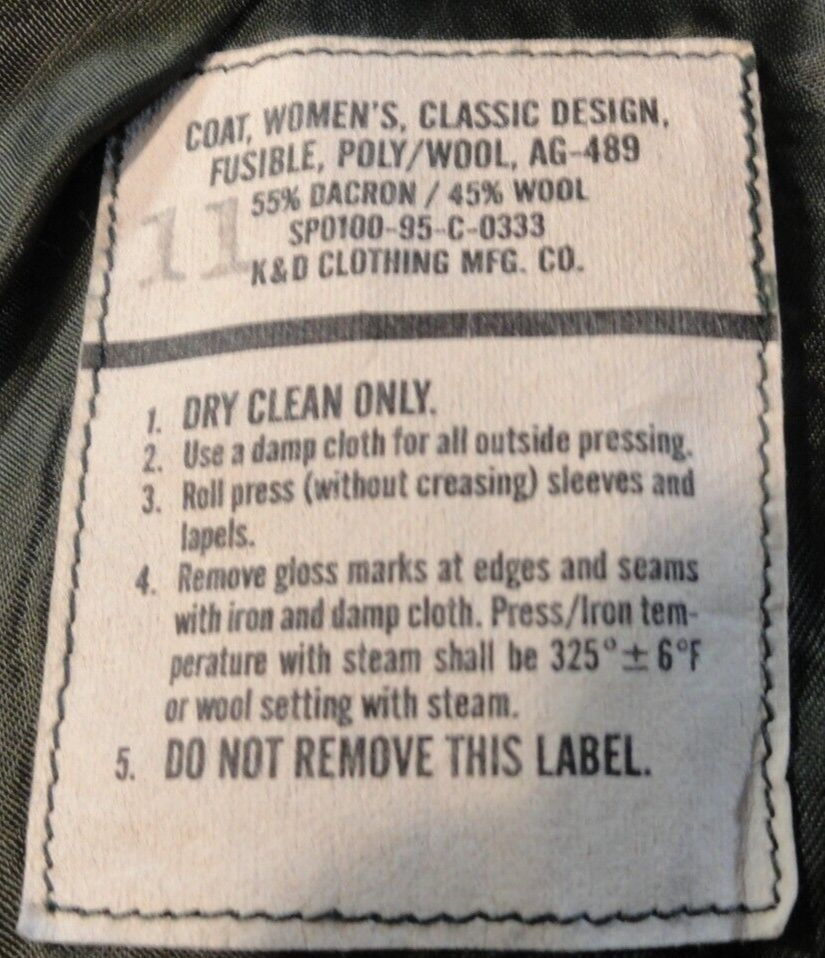 COAT, WOMEN'S, CLASSIC DESIGN,
FUSIBLE, POLY/WOOL, AG-489
55% DACRON / 45% WOOL
SP0100-95-C-0333
11
K&D CLOTHING MFG. CO.
1. DRY CLEAN ONLY.
2. Use a damp cloth for all outside pressing.
3. Roll press (without creasing) sleeves and
lapels.
4. Remove gloss marks at edges and seams
with iron and damp cloth. Press/Iron tem-
perature with steam shall be 325° ± 6°F
or wool setting with steam.
5. DO NOT REMOVE THIS LABEL.